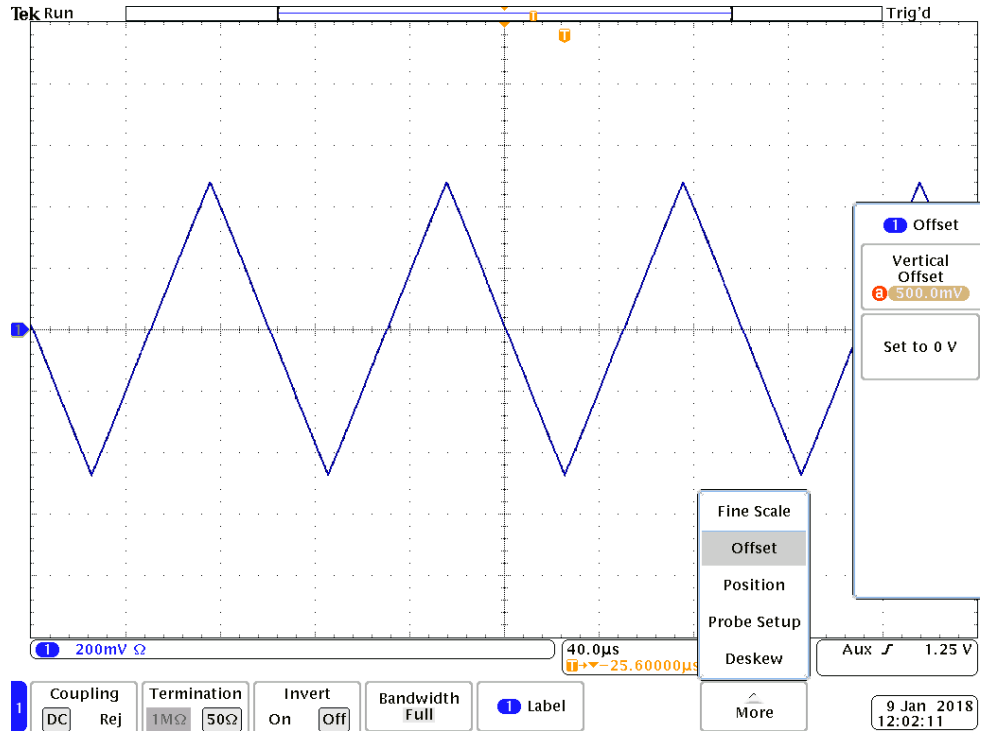 Tek Run Trig'd
T
T
1 Offset
Vertical
Offset
a 500.0mV
1
Set to 0 V
Fine Scale
Offset
Position
Probe Setup
Deskew
1 200mV Ω
40.0µs
T→▼−25.60000µs
Aux ʃ 1.25 V
1
Coupling
DC Rej
Termination
1MΩ 50Ω
Invert
On Off
Bandwidth
Full
1 Label
More
9 Jan 2018
12:02:11